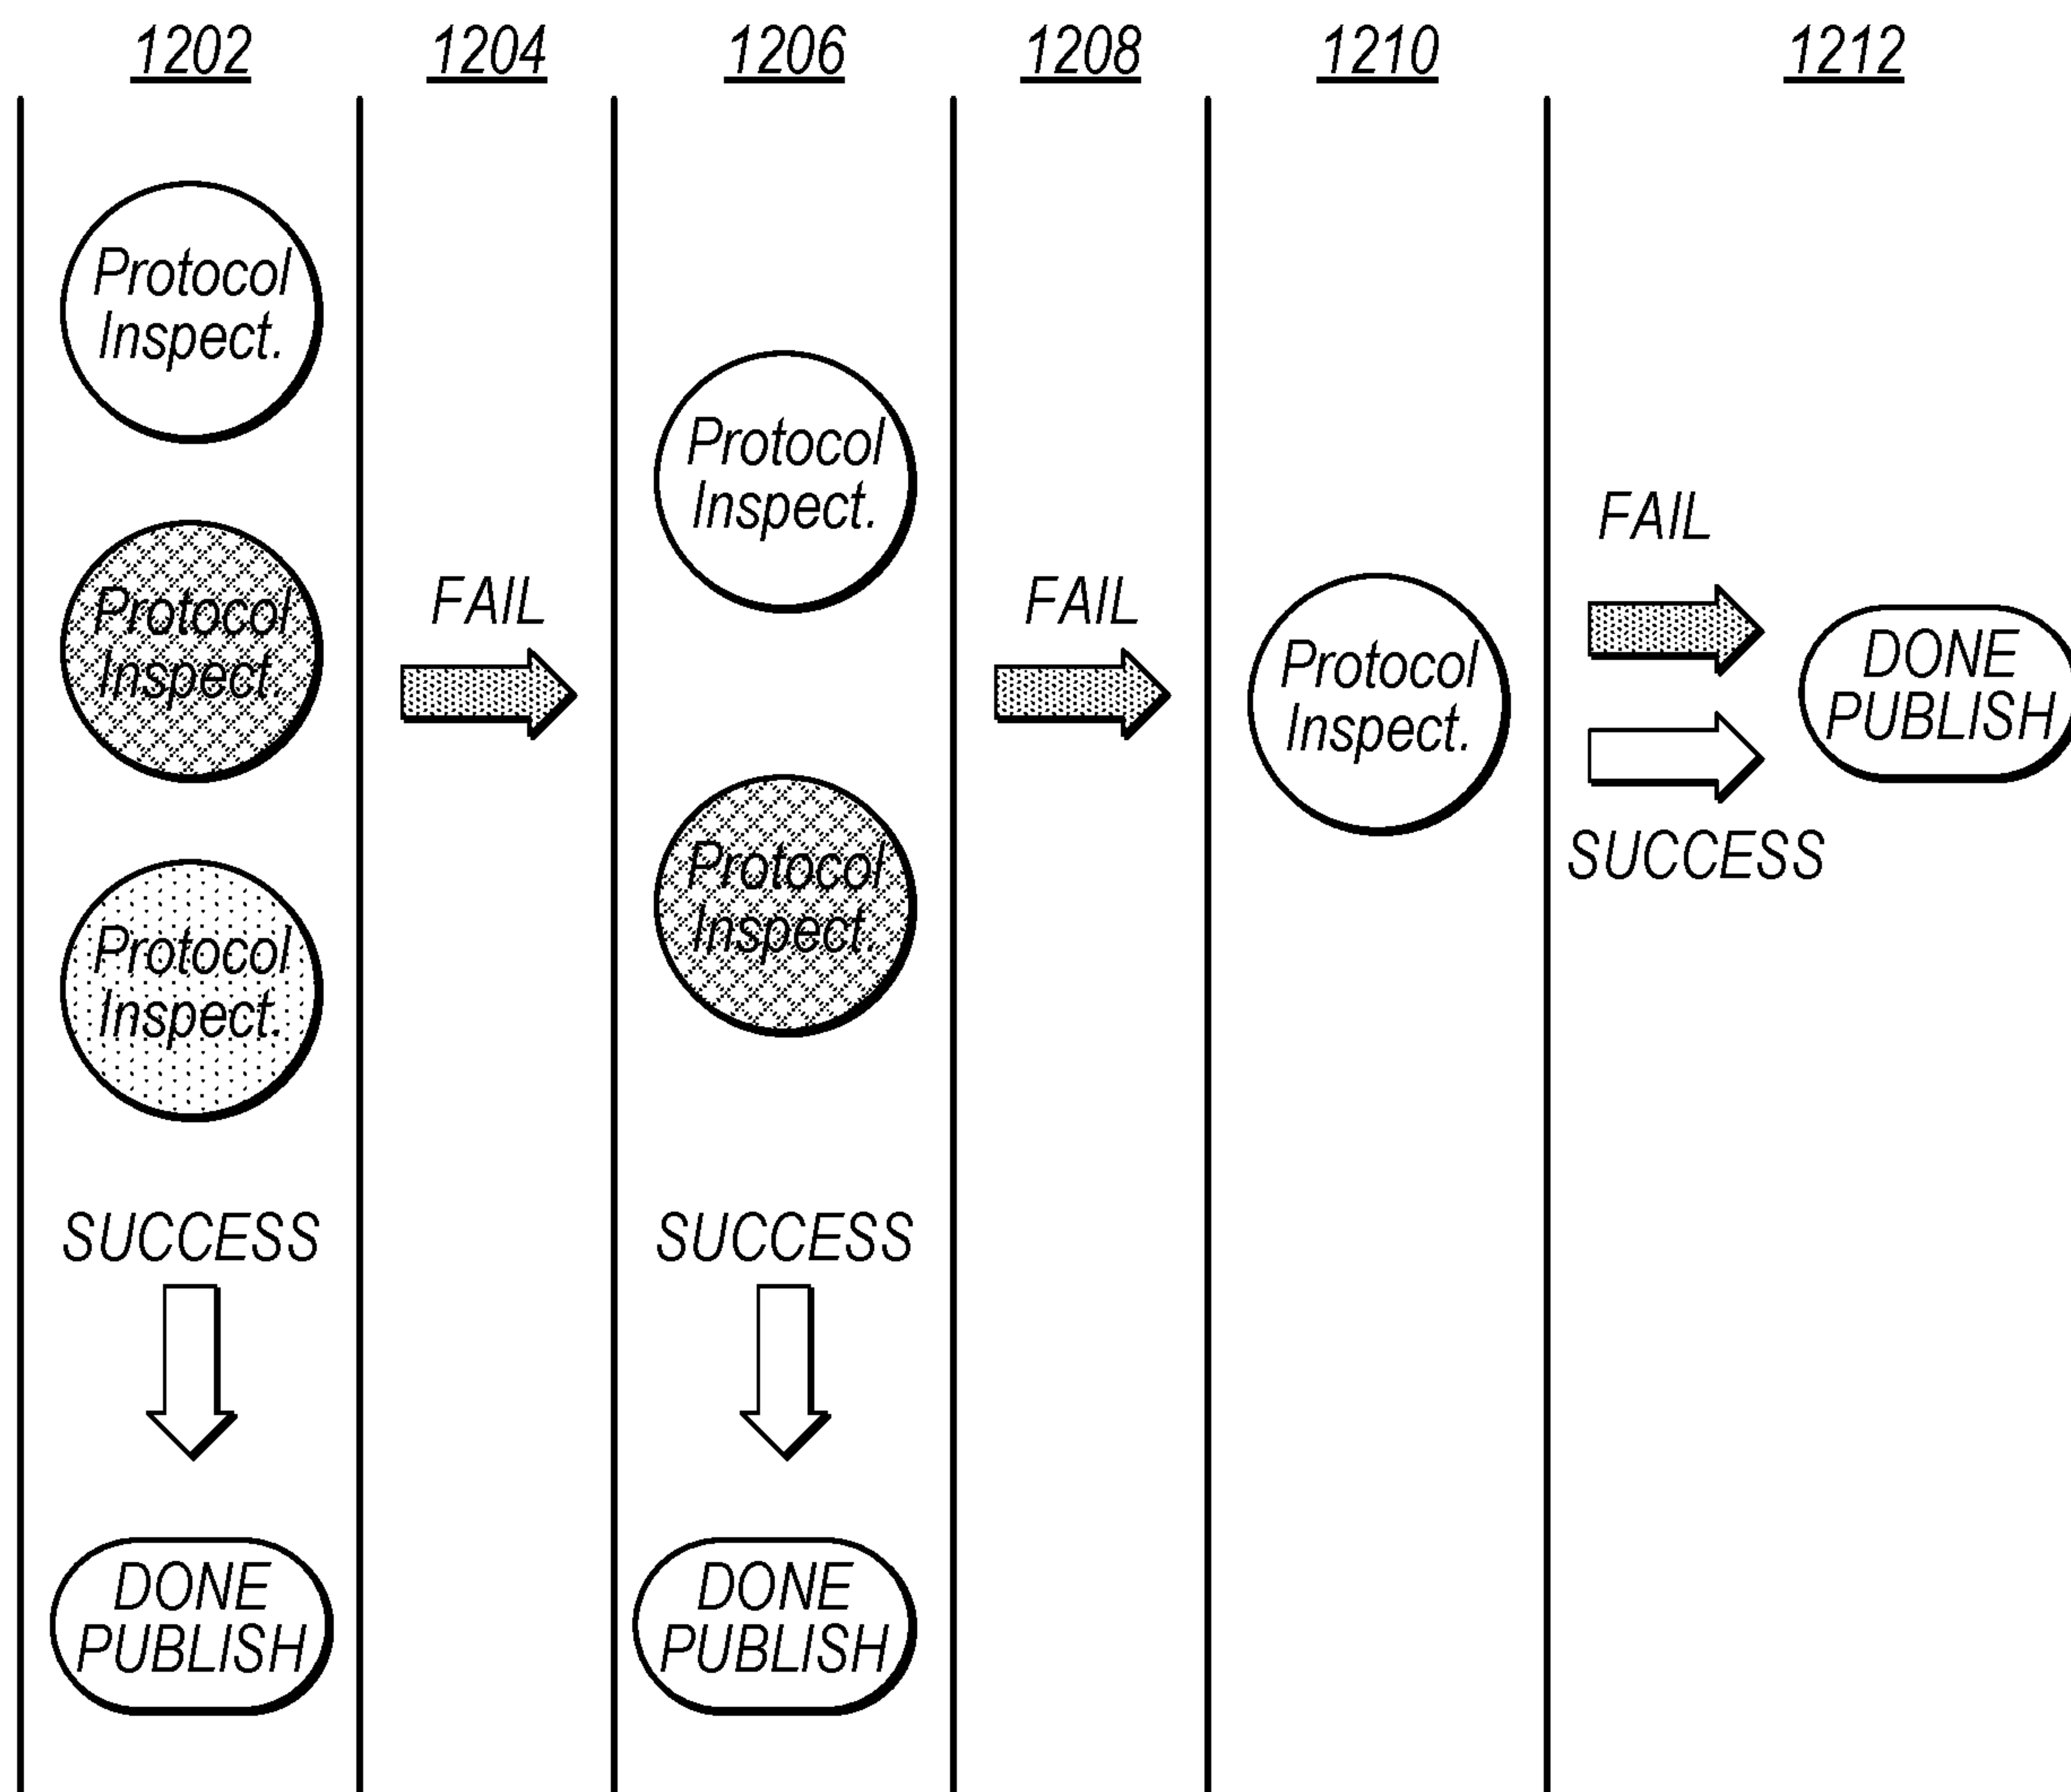 1202
1204
1206
1208
1210
1212
Protocol
Inspect.
Protocol
Inspect.
Protocol
Inspect.
SUCCESS
DONE
PUBLISH
FAIL
Protocol
Inspect.
Protocol
Inspect.
SUCCESS
DONE
PUBLISH
FAIL
Protocol
Inspect.
FAIL
SUCCESS
DONE
PUBLISH